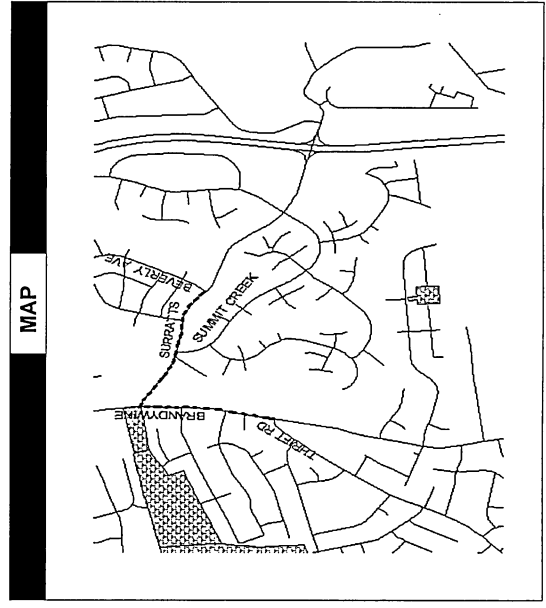 MAP
BEVERLY AVE
SURRATTS
SUMMIT CREEK
BRANDYWINE
THRIFT RD